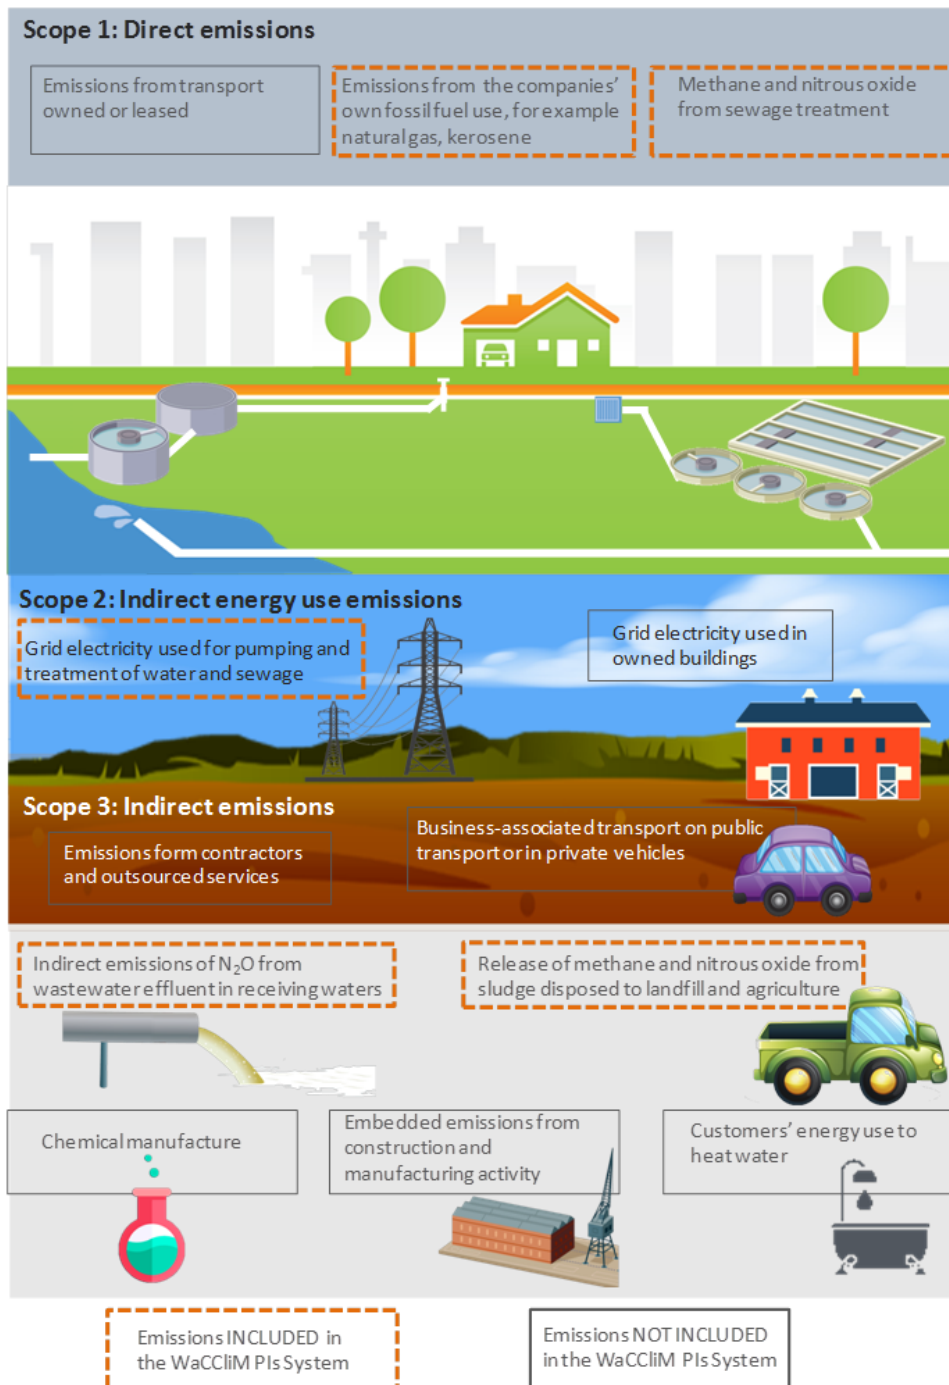 Scope 1: Direct emissions
Emissions from transport
owned or leased
Emissions from the companies'
own fossil fuel use, for example
natural gas, kerosene
Methane and nitrous oxide
from sewage treatment
Scope 2: Indirect energy use emissions
Grid electricity used for pumping and
treatment of water and sewage
Grid electricity used in
owned buildings
Scope 3: Indirect emissions
Emissions form contractors
and outsourced services
Business-associated transport on public
transport or in private vehicles
Indirect emissions of N₂O from
wastewater effluent in receiving waters
Release of methane and nitrous oxide from
sludge disposed to landfill and agriculture
Chemical manufacture
Embedded emissions from
construction and
manufacturing activity
Customers' energy use to
heat water
Emissions INCLUDED in
the WaCCliM PIs System
Emissions NOT INCLUDED
in the WaCCliM PIs System